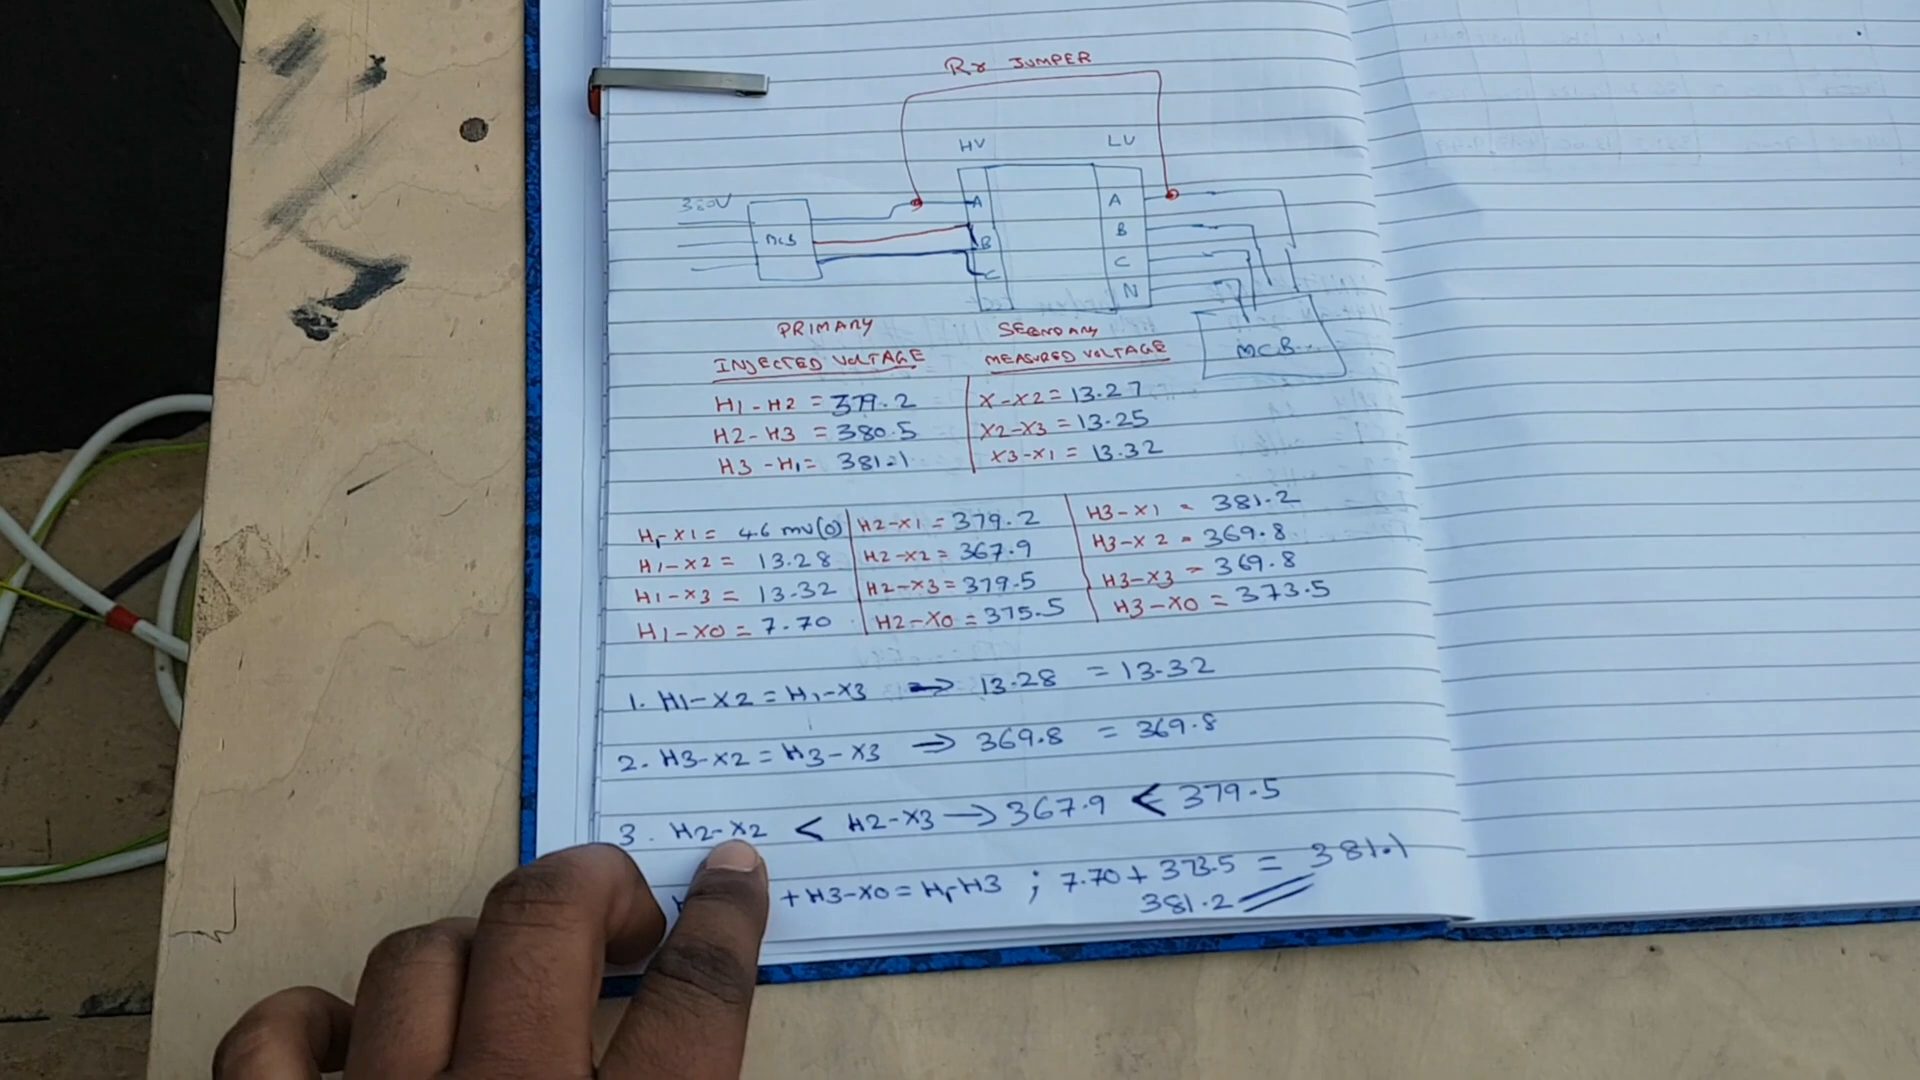 Rr JUMPER
HV LV
380V
MCB
A A
B B
C C
N
MCB
PRIMARY SECONDARY
INJECTED VOLTAGE MEASURED VOLTAGE
H1-H2 = 379.2 X-X2 = 13.27
H2-H3 = 380.5 X2-X3 = 13.25
H3-H1 = 381.1 X3-X1 = 13.32
H1-X1 = 4.6 mv(0) H2-X1 = 379.2 H3-X1 = 381.2
H1-X2 = 13.28 H2-X2 = 367.9 H3-X2 = 369.8
H1-X3 = 13.32 H2-X3 = 379.5 H3-X3 = 369.8
H1-X0 = 7.70 H2-X0 = 375.5 H3-X0 = 373.5
1. H1-X2 = H1-X3 → 13.28 = 13.32
2. H3-X2 = H3-X3 → 369.8 = 369.8
3. H2-X2 < H2-X3 → 367.9 < 379.5
+ H3-X0 = H1-H3 ; 7.70 + 373.5 = 381.1
381.2